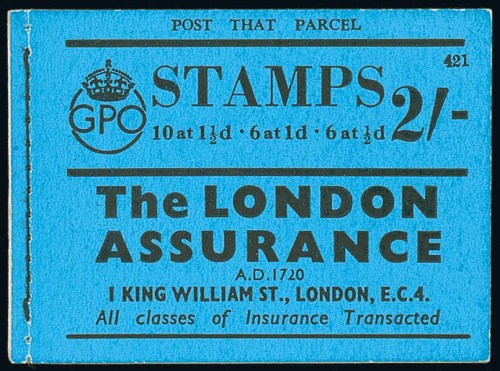 POST THAT PARCEL
421
GPO
STAMPS 2/-
10 at 1½d · 6 at 1d · 6 at ½d
The LONDON
ASSURANCE
A.D.1720
1 KING WILLIAM ST., LONDON, E.C.4.
All classes of Insurance Transacted